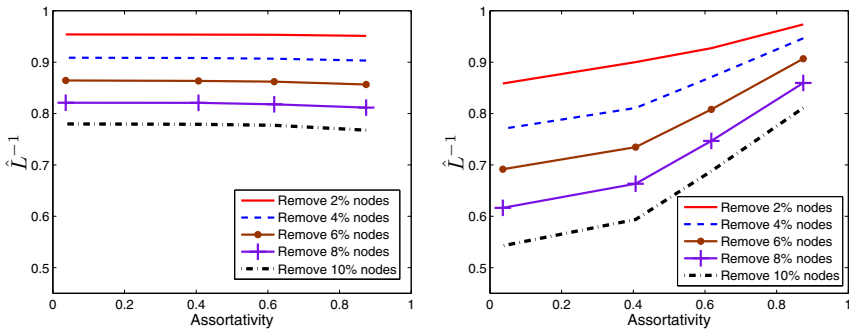 1
0.9
0.8
0.7
0.6
0.5
L̂⁻¹
0
0.2
0.4
0.6
0.8
1
Assortativity
Remove 2% nodes
Remove 4% nodes
Remove 6% nodes
Remove 8% nodes
Remove 10% nodes
1
0.9
0.8
0.7
0.6
0.5
L̂⁻¹
0
0.2
0.4
0.6
0.8
1
Assortativity
Remove 2% nodes
Remove 4% nodes
Remove 6% nodes
Remove 8% nodes
Remove 10% nodes